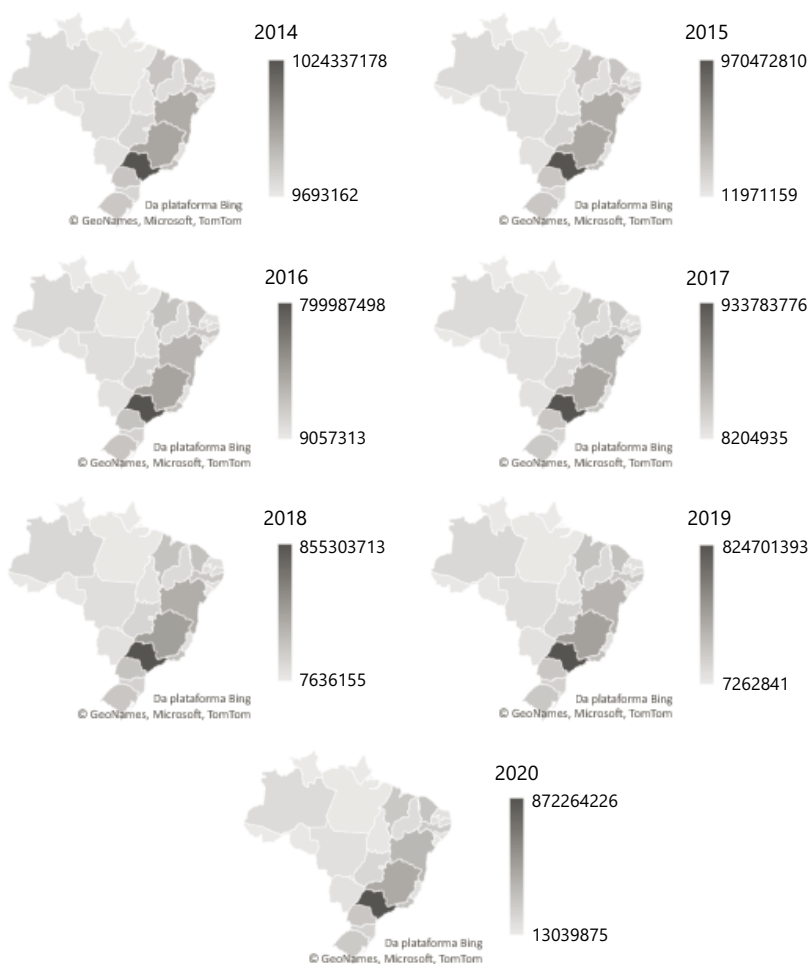 2014
1024337178
9693162
Da plataforma Bing
© GeoNames, Microsoft, TomTom
2015
970472810
11971159
Da plataforma Bing
© GeoNames, Microsoft, TomTom
2016
799987498
9057313
Da plataforma Bing
© GeoNames, Microsoft, TomTom
2017
933783776
8204935
Da plataforma Bing
© GeoNames, Microsoft, TomTom
2018
855303713
7636155
Da plataforma Bing
© GeoNames, Microsoft, TomTom
2019
824701393
7262841
Da plataforma Bing
© GeoNames, Microsoft, TomTom
2020
872264226
13039875
Da plataforma Bing
© GeoNames, Microsoft, TomTom